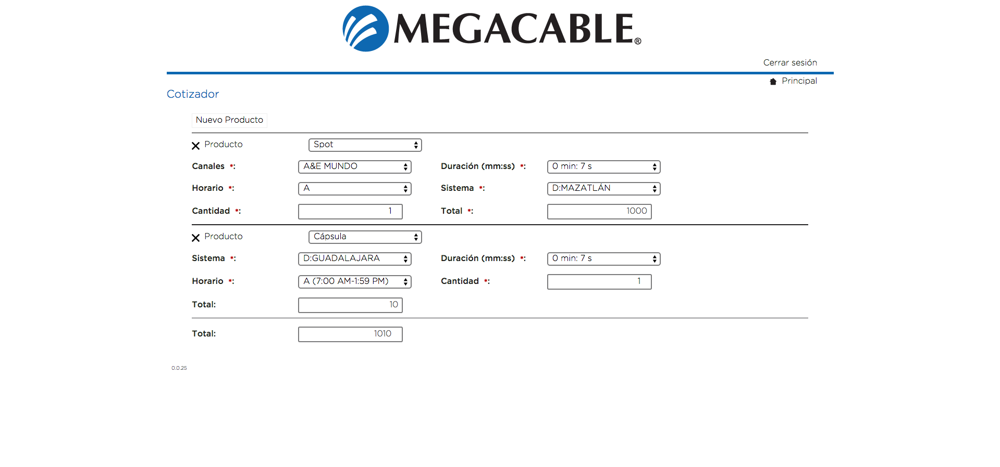 MEGACABLE®
Cerrar sesión
Principal
Cotizador
Nuevo Producto
Producto Spot
Canales *: A&E MUNDO Duración (mm:ss) *: 0 min: 7 s
Horario *: A Sistema *: D:MAZATLÁN
Cantidad *: 1 Total *: 1000
Producto Cápsula
Sistema *: D:GUADALAJARA Duración (mm:ss) *: 0 min: 7 s
Horario *: A (7:00 AM-1:59 PM) Cantidad *: 1
Total: 10
Total: 1010
0.0.25